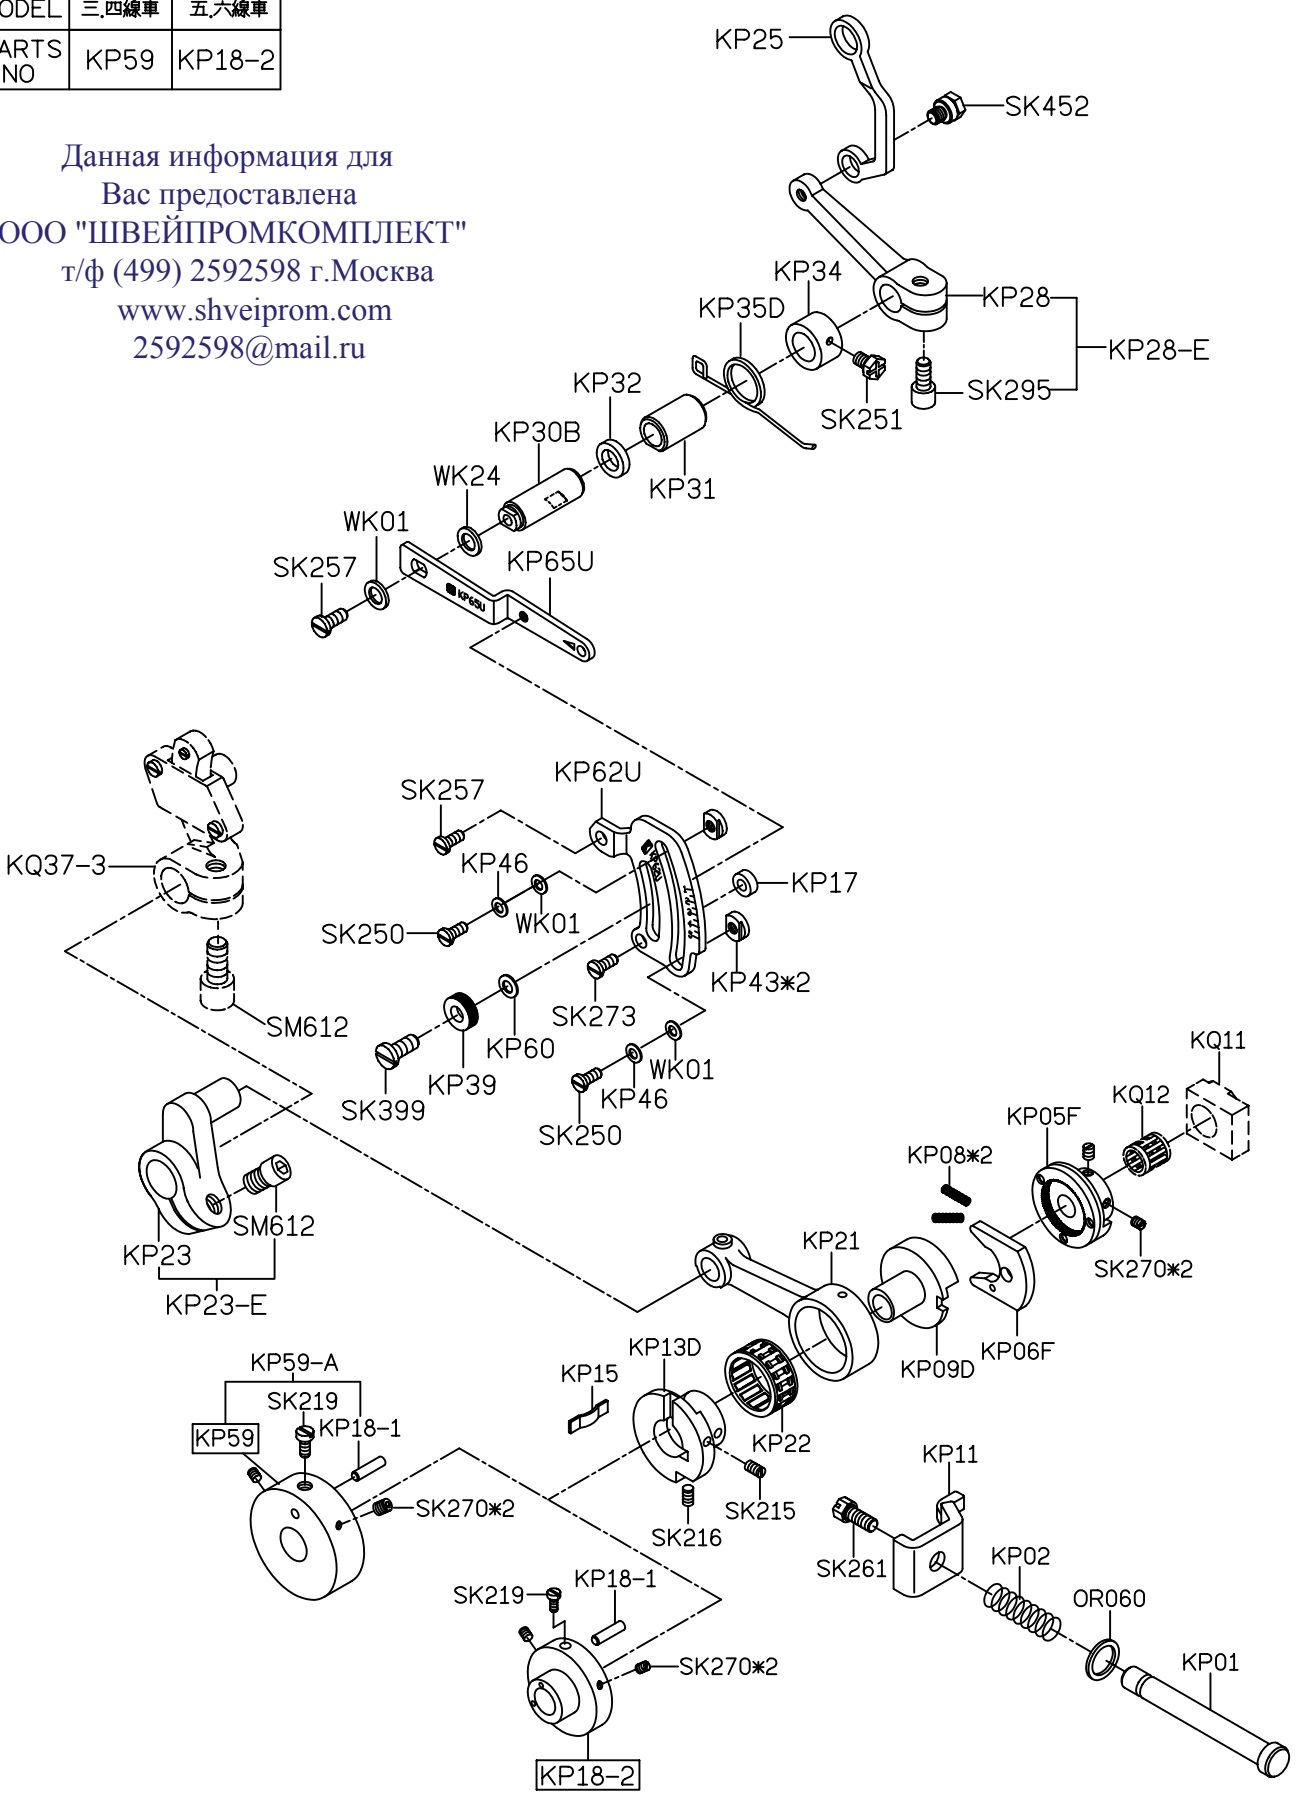 ODEL 三.四線車 五.六線車
ARTS NO KP59 KP18-2
Данная информация для
Вас предоставлена
ООО "ШВЕЙПРОМКОМПЛЕКТ"
т/ф (499) 2592598 г.Москва
www.shveiprom.com
2592598@mail.ru
KP25
SK452
KP34
KP28
KP35D
KP28-E
KP32
SK295
SK251
KP30B
WK24
KP31
WK01
KP65U
SK257
KP65U
KP62U
SK257
KQ37-3
KP46
KP17
WK01
SK250
KP43*2
SK273
SM612
KP60
KP39
WK01
KP46
SK399
SK250
KQ11
KQ12
KP05F
KP08*2
SM612
KP23
KP21
SK270*2
KP23-E
KP06F
KP09D
KP13D
KP59-A
KP15
SK219
KP18-1
KP59
KP22
KP11
SK270*2
SK215
SK216
SK261
KP02
KP18-1
SK219
OR060
KP01
SK270*2
KP18-2